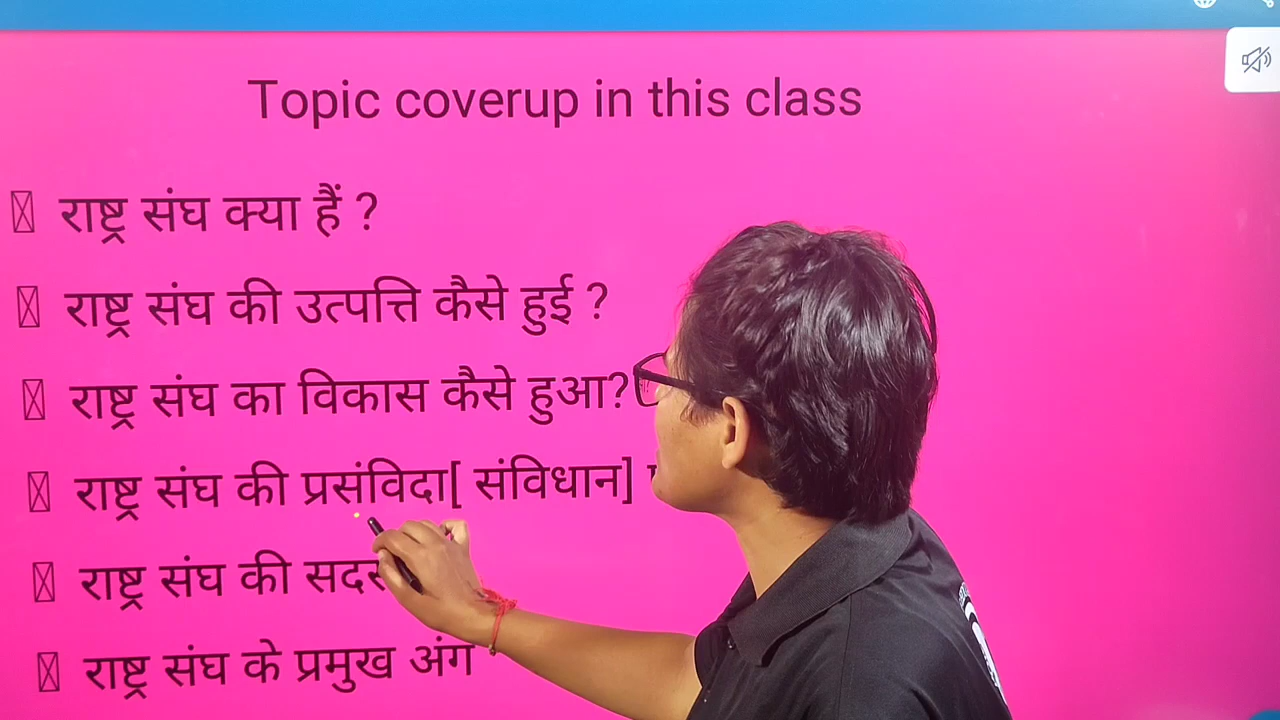 Topic coverup in this class
राष्ट्र संघ क्या हैं ?
राष्ट्र संघ की उत्पत्ति कैसे हुई ?
राष्ट्र संघ का विकास कैसे हुआ?
राष्ट्र संघ की प्रसंविदा[ संविधान]
राष्ट्र संघ की
राष्ट्र संघ के प्रमुख अंग